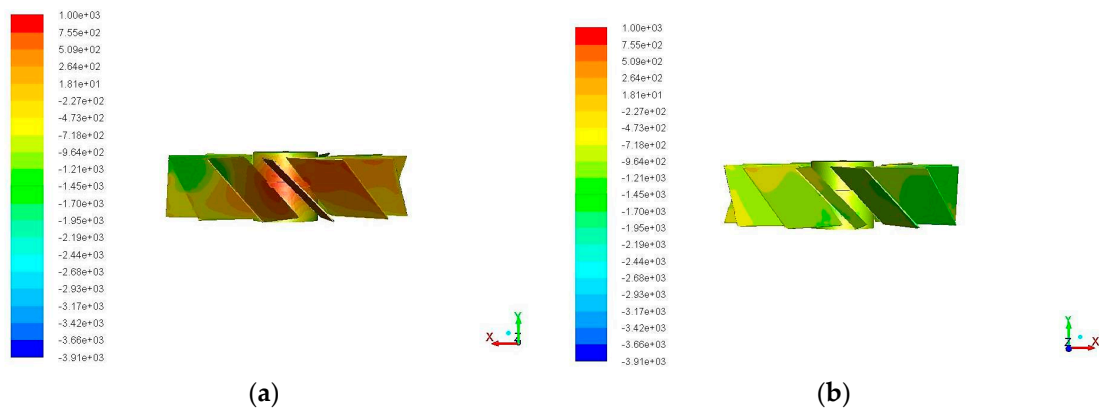 1.00e+03
7.55e+02
5.09e+02
2.64e+02
1.81e+01
-2.27e+02
-4.73e+02
-7.18e+02
-9.64e+02
-1.21e+03
-1.45e+03
-1.70e+03
-1.95e+03
-2.19e+03
-2.44e+03
-2.68e+03
-2.93e+03
-3.17e+03
-3.42e+03
-3.66e+03
-3.91e+03
Y
X
Z
(a)
1.00e+03
7.55e+02
5.09e+02
2.64e+02
1.81e+01
-2.27e+02
-4.73e+02
-7.18e+02
-9.64e+02
-1.21e+03
-1.45e+03
-1.70e+03
-1.95e+03
-2.19e+03
-2.44e+03
-2.68e+03
-2.93e+03
-3.17e+03
-3.42e+03
-3.66e+03
-3.91e+03
Y
Z
X
(b)